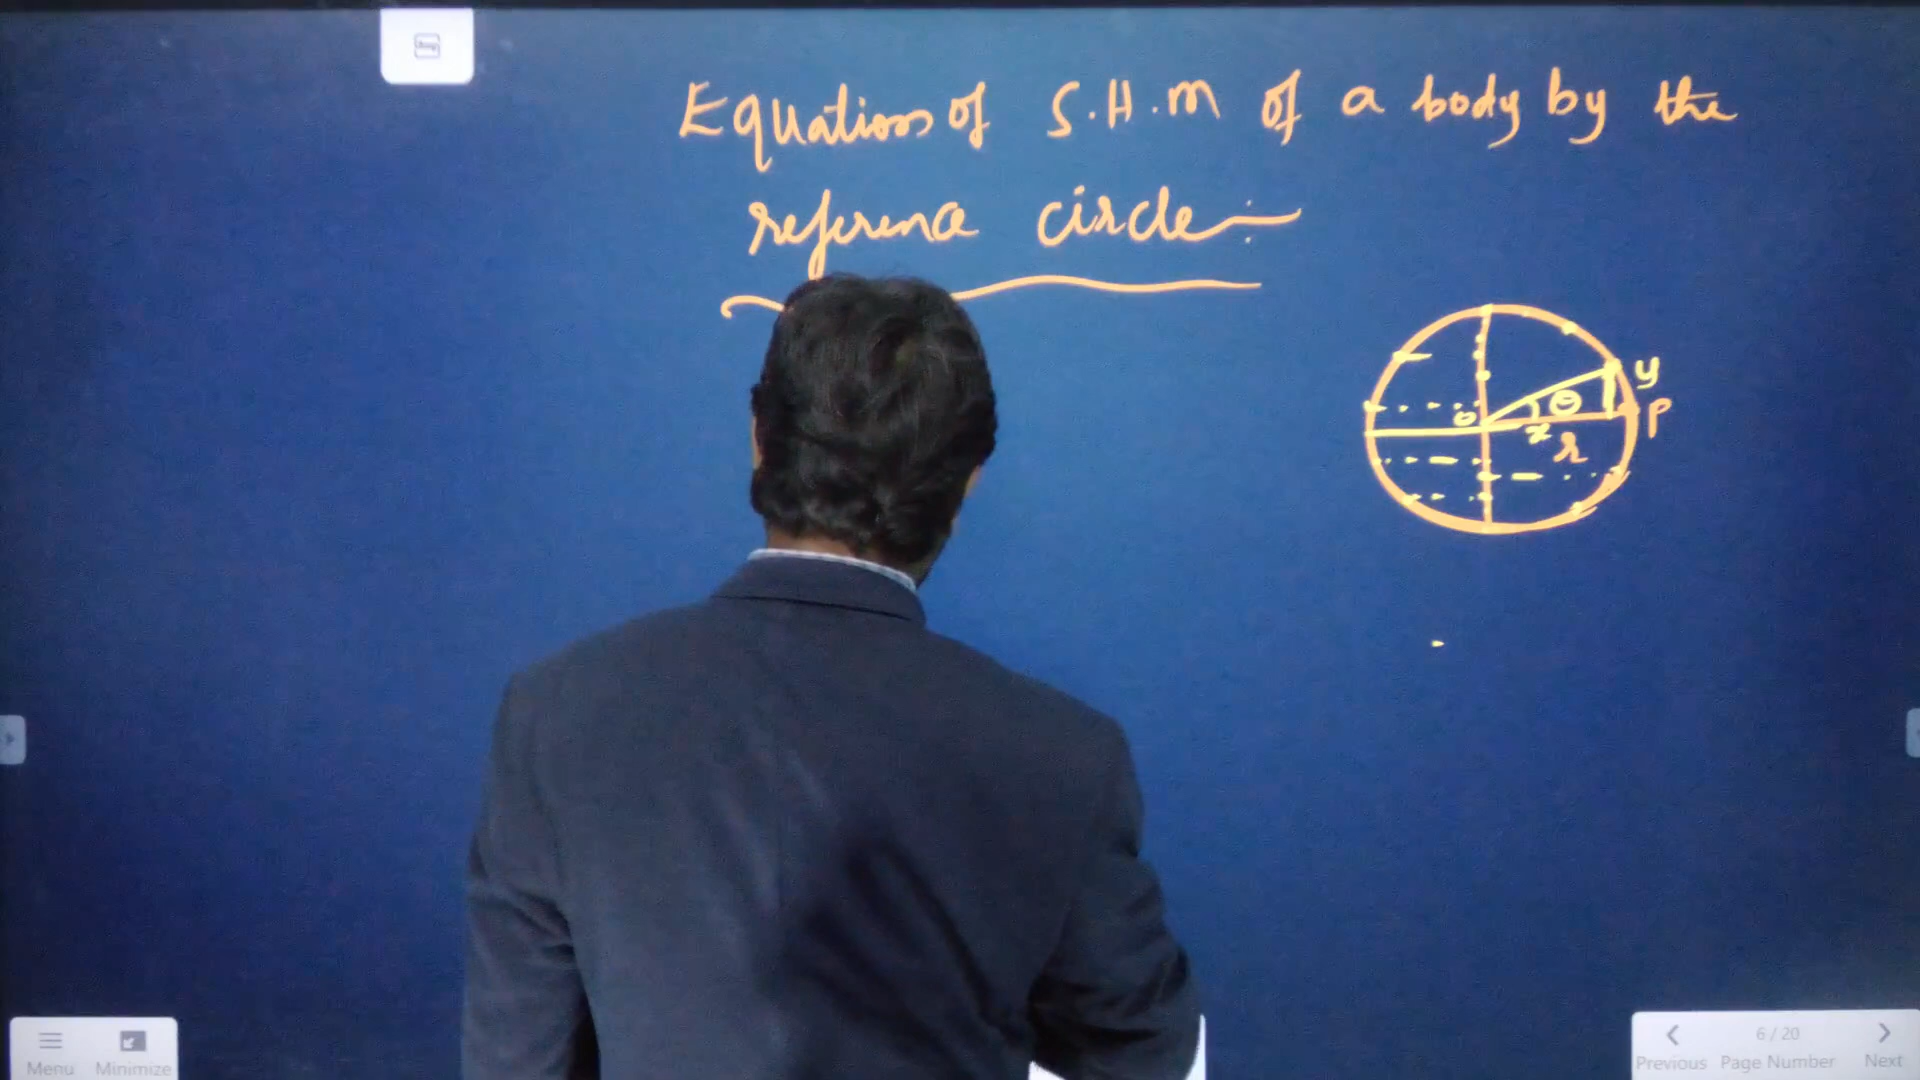 Equations of S.H.M of a body by the
reference circle:-
y
θ
P
o
x
r
Menu Minimize
6 / 20
Previous Page Number Next